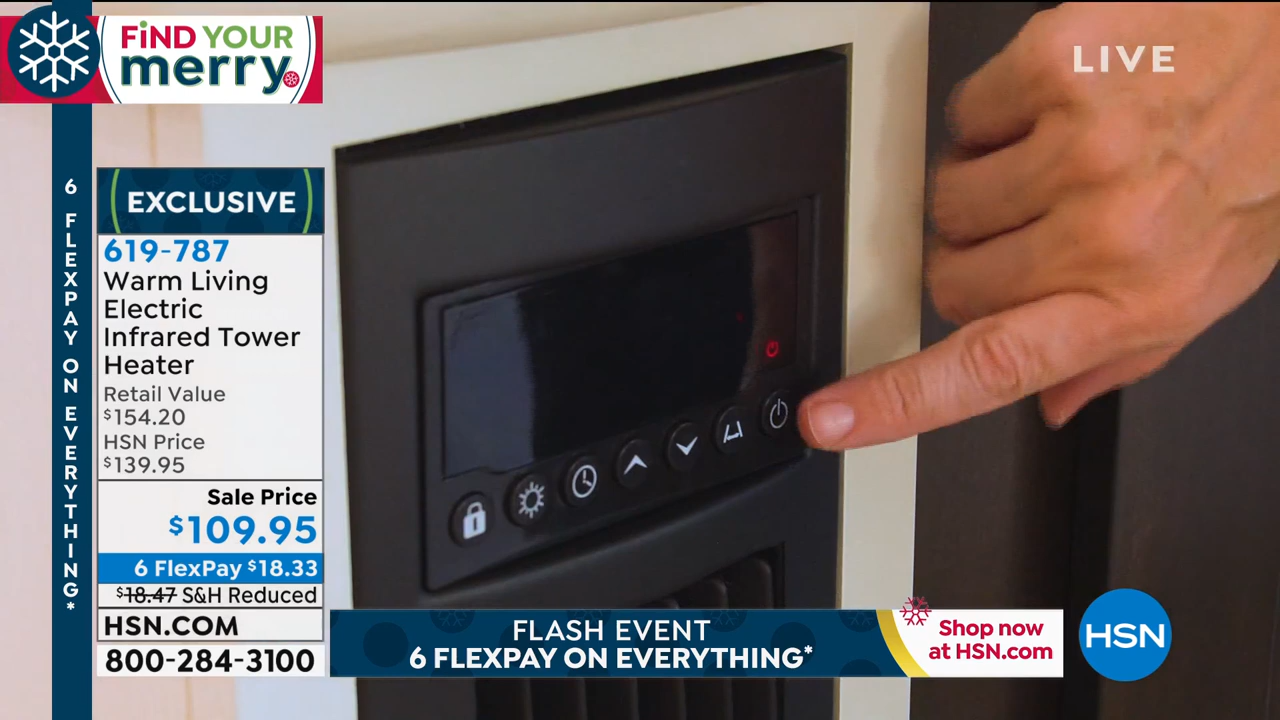 FiND YOUR
merry
LIVE
6 FLEXPAY ON EVERYTHING*
EXCLUSIVE
619-787
Warm Living
Electric
Infrared Tower
Heater
Retail Value
$154.20
HSN Price
$139.95
Sale Price
$109.95
6 FlexPay $18.33
$18.47 S&H Reduced
HSN.COM
800-284-3100
FLASH EVENT
6 FLEXPAY ON EVERYTHING*
Shop now
at HSN.com
HSN